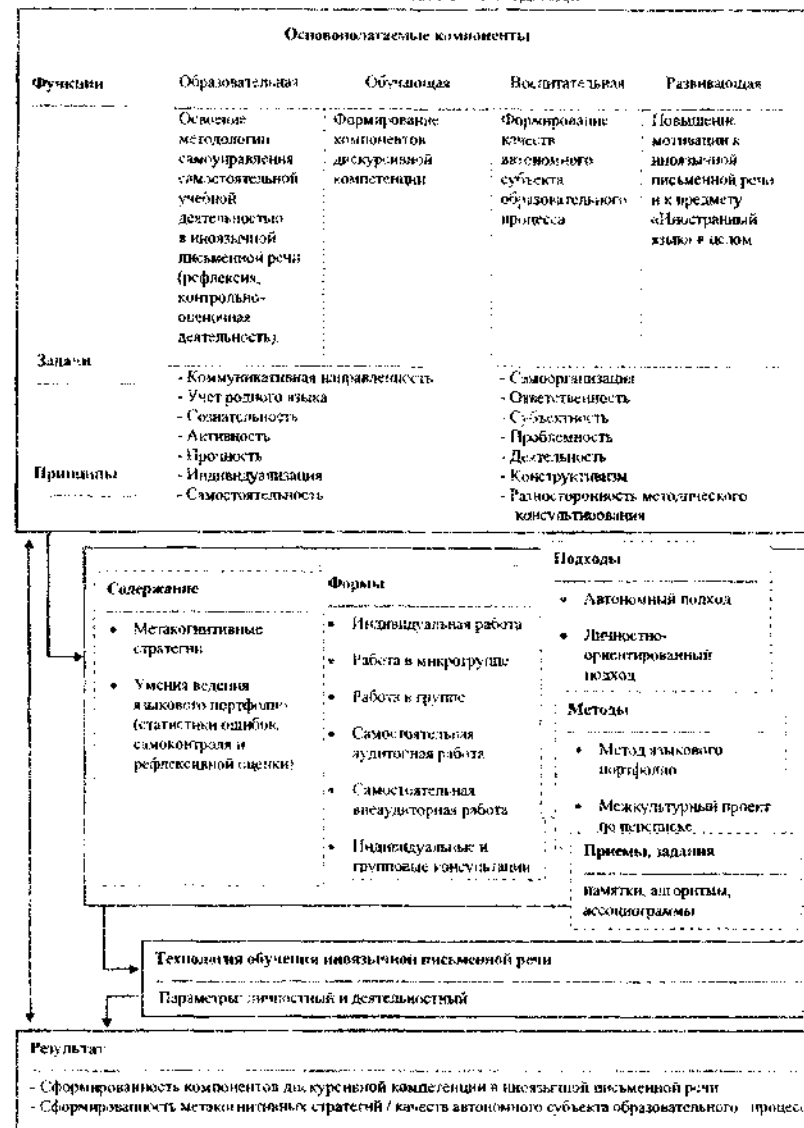 Основополагаемые компоненты
Функции
Образовательная
Обучающая
Воспитательная
Развивающая
Освоение
методологии
самоуправления
самостоятельной
учебной
деятельностью
в иноязычной
письменной речи
(рефлексия,
контрольно-
оценочная
деятельность).
Формирование
компонентов
дискурсивной
компетенции
Формирование
качеств
автономного
субъекта
образовательного
процесса
Повышение
мотивации к
иноязычной
письменной речи
и к предмету
«Иностранный
язык» в целом
Задачи
Принципы
- Коммуникативная направленность
- Учет родного языка
- Сознательность
- Активность
- Прочность
- Индивидуализация
- Самостоятельность
- Самоорганизация
- Ответственность
- Субъектность
- Проблемность
- Деятельность
- Конструктивизм
- Разносторонность методического
консультирования
Содержание
• Метакогнитивные
стратегии
• Умения ведения
языкового портфолио
(статистики ошибок,
самоконтроля и
рефлексивной оценки)
Формы
• Индивидуальная работа
• Работа в микрогруппе
• Работа в группе
• Самостоятельная
аудиторная работа
• Самостоятельная
внеаудиторная работа
• Индивидуальные и
групповые консультации
Подходы
• Автономный подход
• Личностно-
ориентированный
подход
Методы
• Метод языкового
портфолио
• Межкультурный проект
по переписке
Приемы, задания
памятки, алгоритмы,
ассоциограммы
Технология обучения иноязычной письменной речи
Параметры: личностный и деятельностный
Результат
- Сформированность компонентов дискурсивной компетенции в иноязычной письменной речи
- Сформированность метакогнитивных стратегий / качеств автономного субъекта образовательного процесс